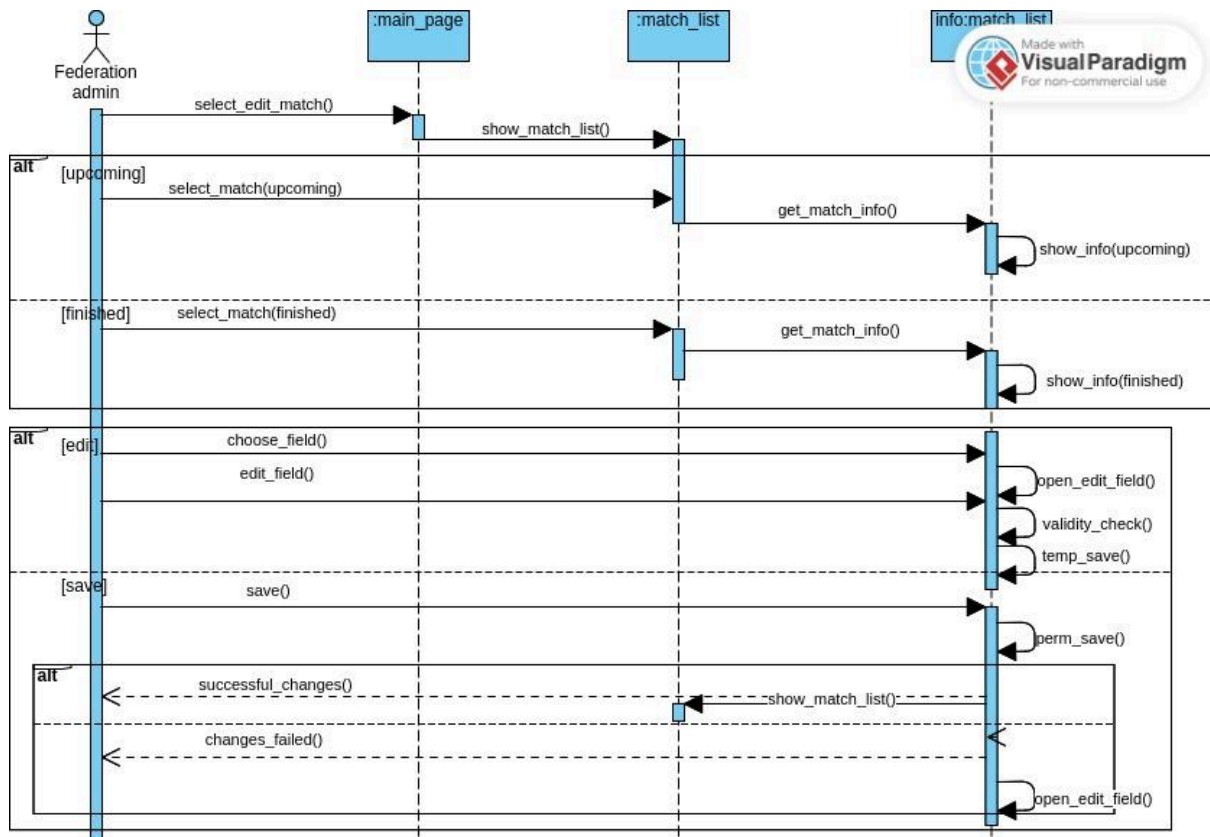 :main_page
:match_list
info:match_list
Made with
Visual Paradigm
For non-commercial use
Federation
admin
select_edit_match()
show_match_list()
alt
[upcoming]
select_match(upcoming)
get_match_info()
show_info(upcoming)
[finished]
select_match(finished)
get_match_info()
show_info(finished)
alt
[edit]
choose_field()
edit_field()
open_edit_field()
validity_check()
temp_save()
[save]
save()
perm_save()
alt
successful_changes()
show_match_list()
changes_failed()
open_edit_field()